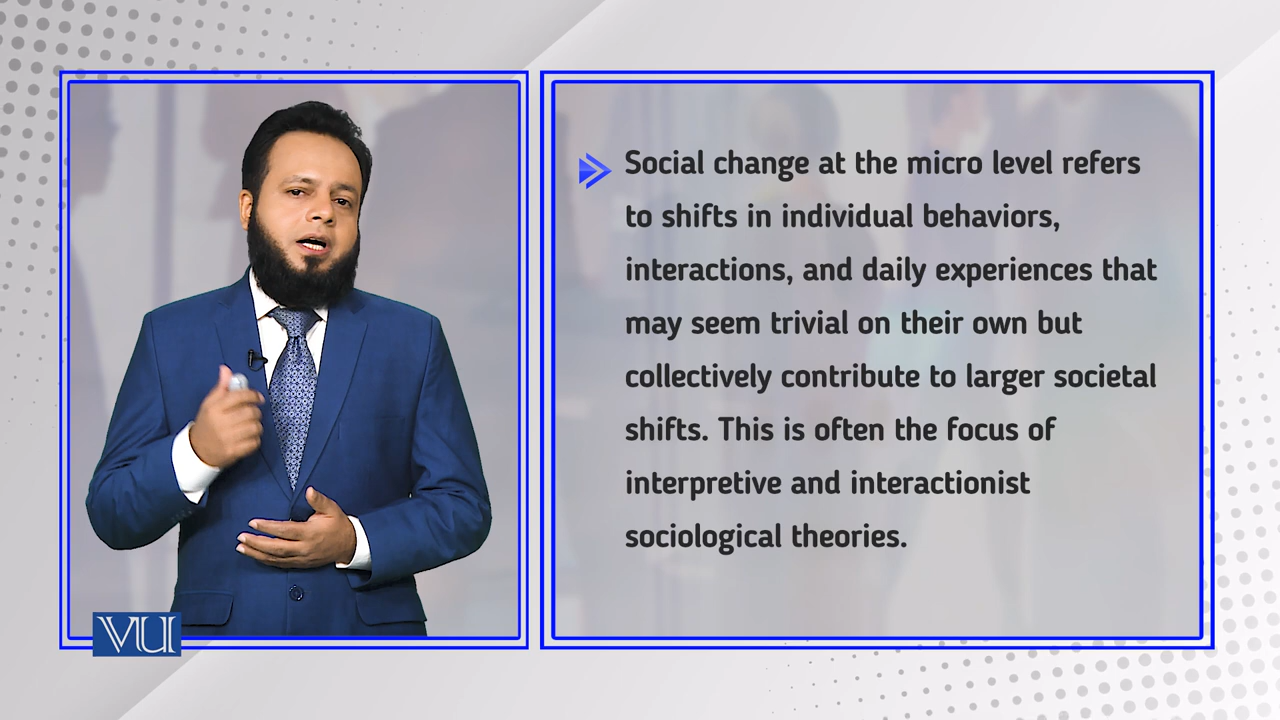 Social change at the micro level refers
to shifts in individual behaviors,
interactions, and daily experiences that
may seem trivial on their own but
collectively contribute to larger societal
shifts. This is often the focus of
interpretive and interactionist
sociological theories.
VU